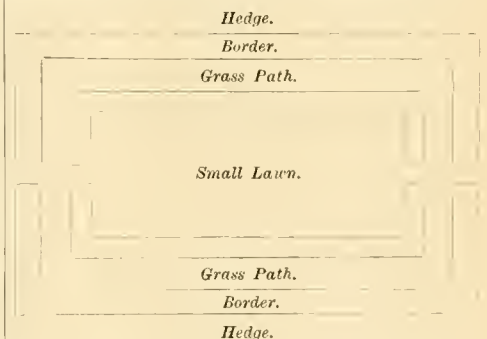 Hedge.
Border.
Grass Path.
Small Lawn.
Grass Path.
Border.
Hedge.